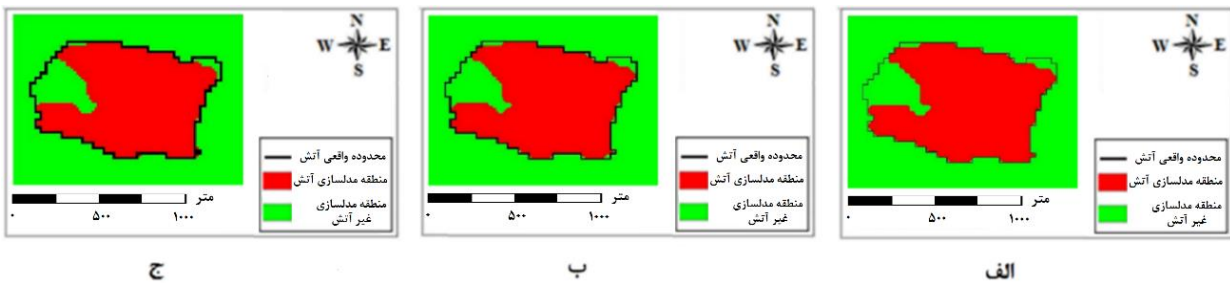 N
W E
S
محدوده واقعی آتش
منطقه مدلسازی آتش
منطقه مدلسازی
غیر آتش
متر
۰ ۵۰۰ ۱۰۰۰
الف
N
W E
S
محدوده واقعی آتش
منطقه مدلسازی آتش
منطقه مدلسازی
غیر آتش
متر
۰ ۵۰۰ ۱۰۰۰
ب
N
W E
S
محدوده واقعی آتش
منطقه مدلسازی آتش
منطقه مدلسازی
غیر آتش
متر
۰ ۵۰۰ ۱۰۰۰
ج